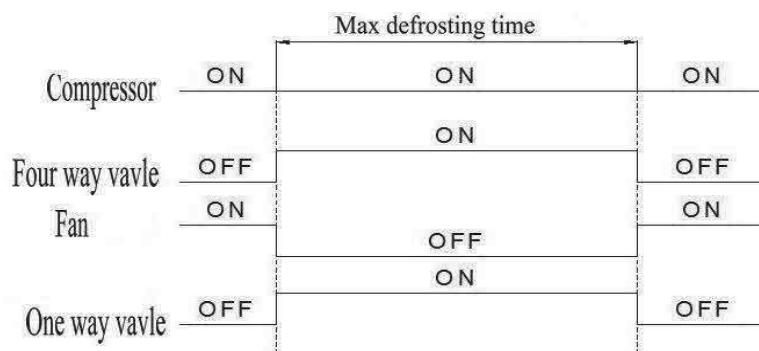 Max defrosting time
Compressor ON ON ON
ON
Four way vavle OFF OFF
Fan ON ON
OFF
ON
One way vavle OFF OFF